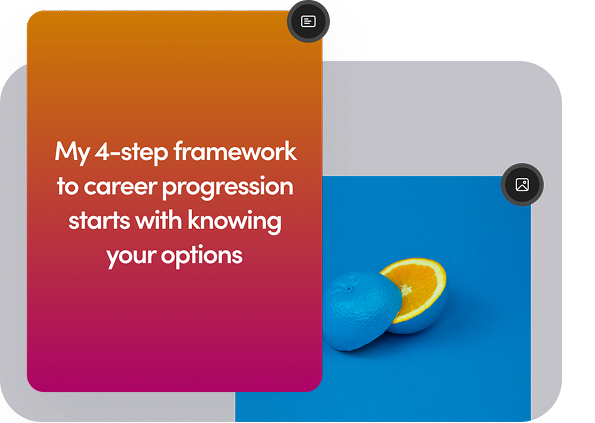 My 4-step framework
to career progression
starts with knowing
your options